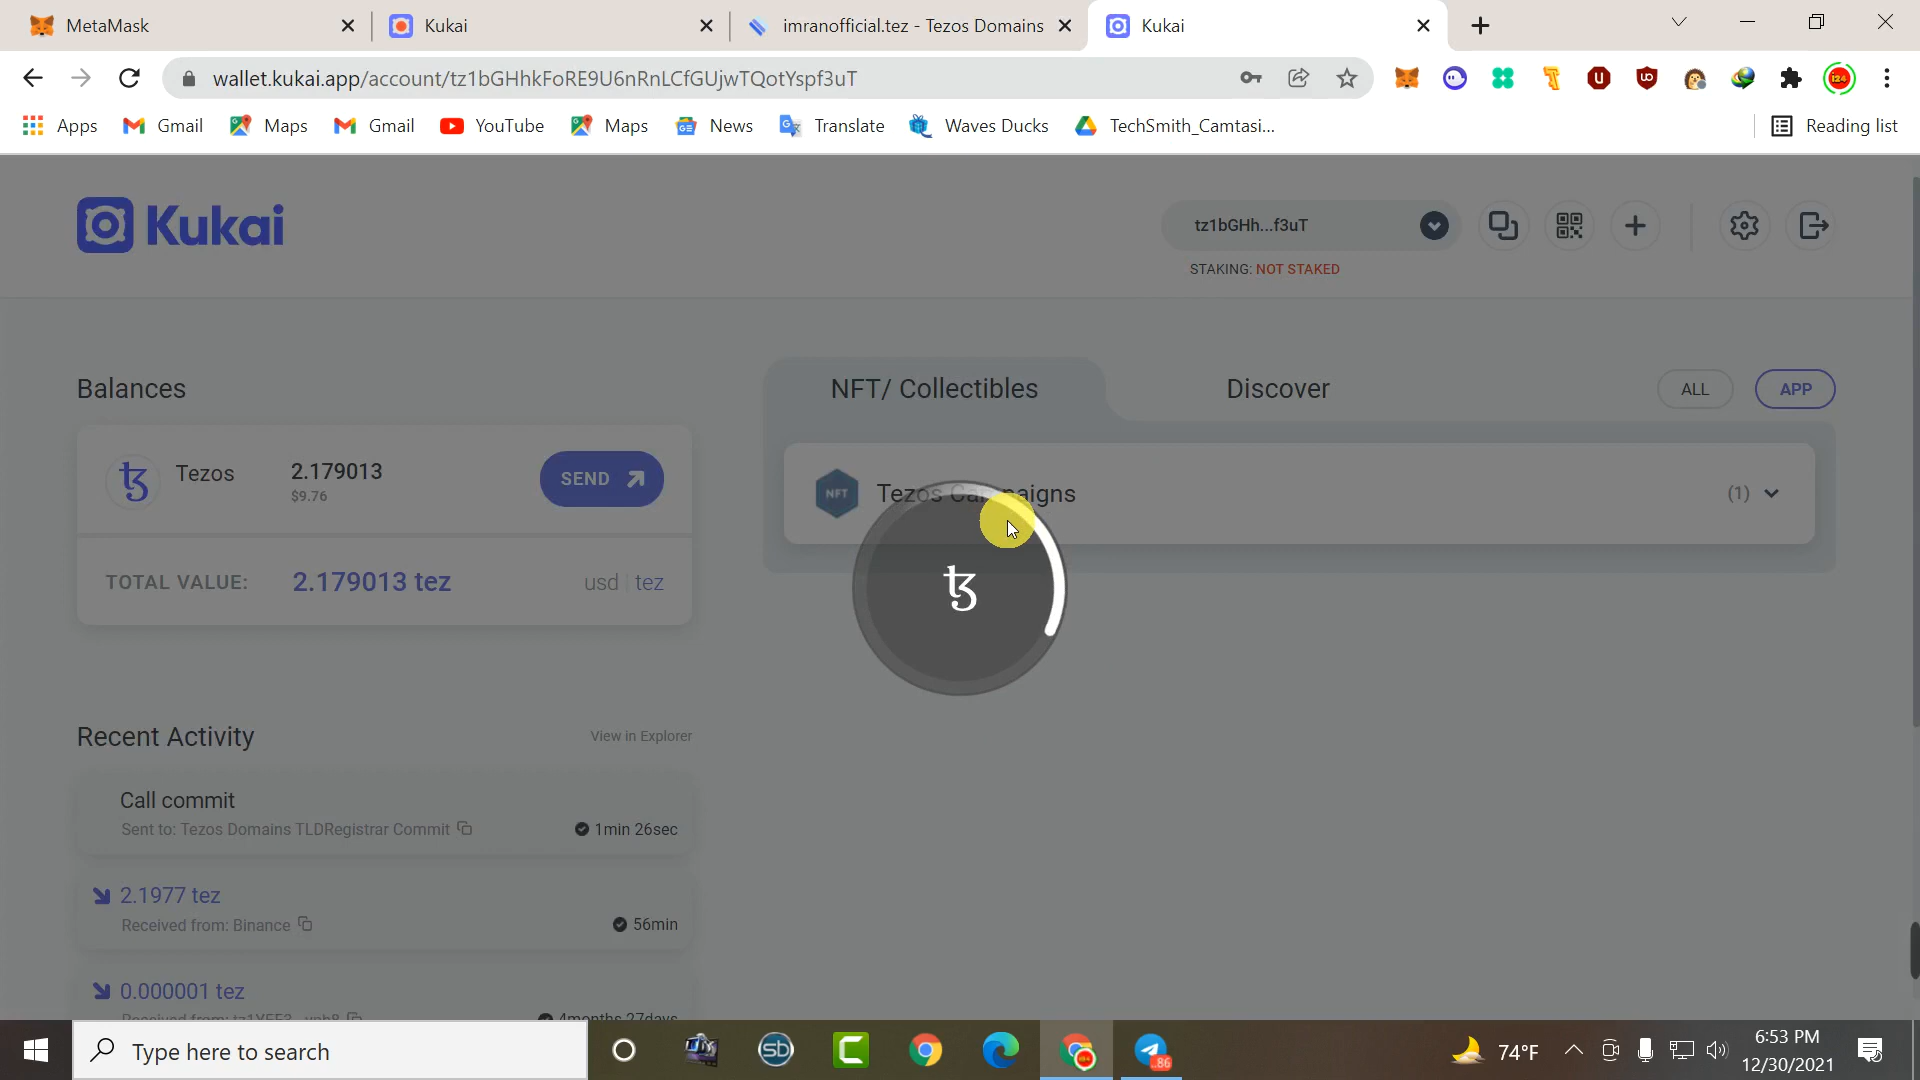 MetaMask
Kukai
imranofficial.tez - Tezos Domains
Kukai
wallet.kukai.app/account/tz1bGHhkFoRE9U6nRnLCfGUjwTQotYspf3uT
Apps
Gmail
Maps
Gmail
YouTube
Maps
News
Translate
Waves Ducks
TechSmith_Camtasi...
Reading list
Kukai
tz1bGHh...f3uT
STAKING: NOT STAKED
Balances
NFT/ Collectibles
Discover
ALL
APP
Tezos
2.179013
$9.76
SEND
NFT
Tezos Campaigns
(1)
TOTAL VALUE:
2.179013 tez
usd
tez
Recent Activity
View in Explorer
Call commit
Sent to: Tezos Domains TLDRegistrar Commit
1min 26sec
2.1977 tez
Received from: Binance
56min
0.000001 tez
4months 27days
Type here to search
74°F
6:53 PM
12/30/2021